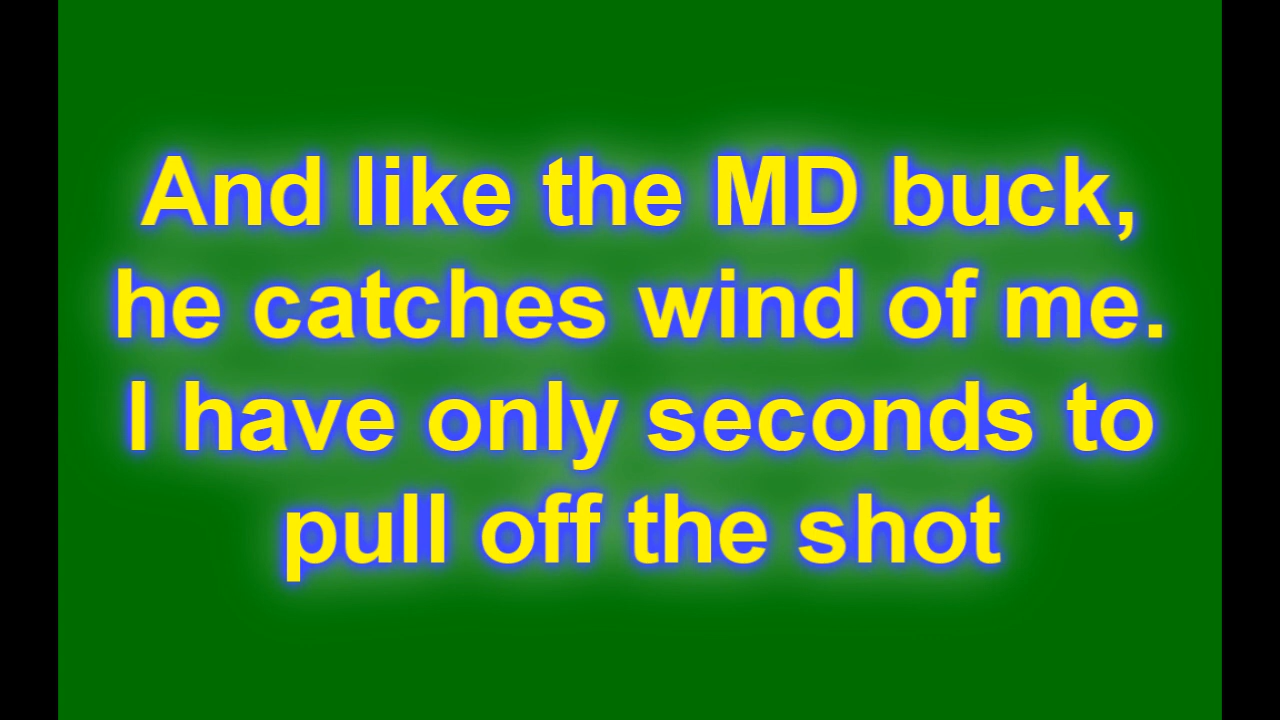 And like the MD buck,
he catches wind of me.
I have only seconds to
pull off the shot